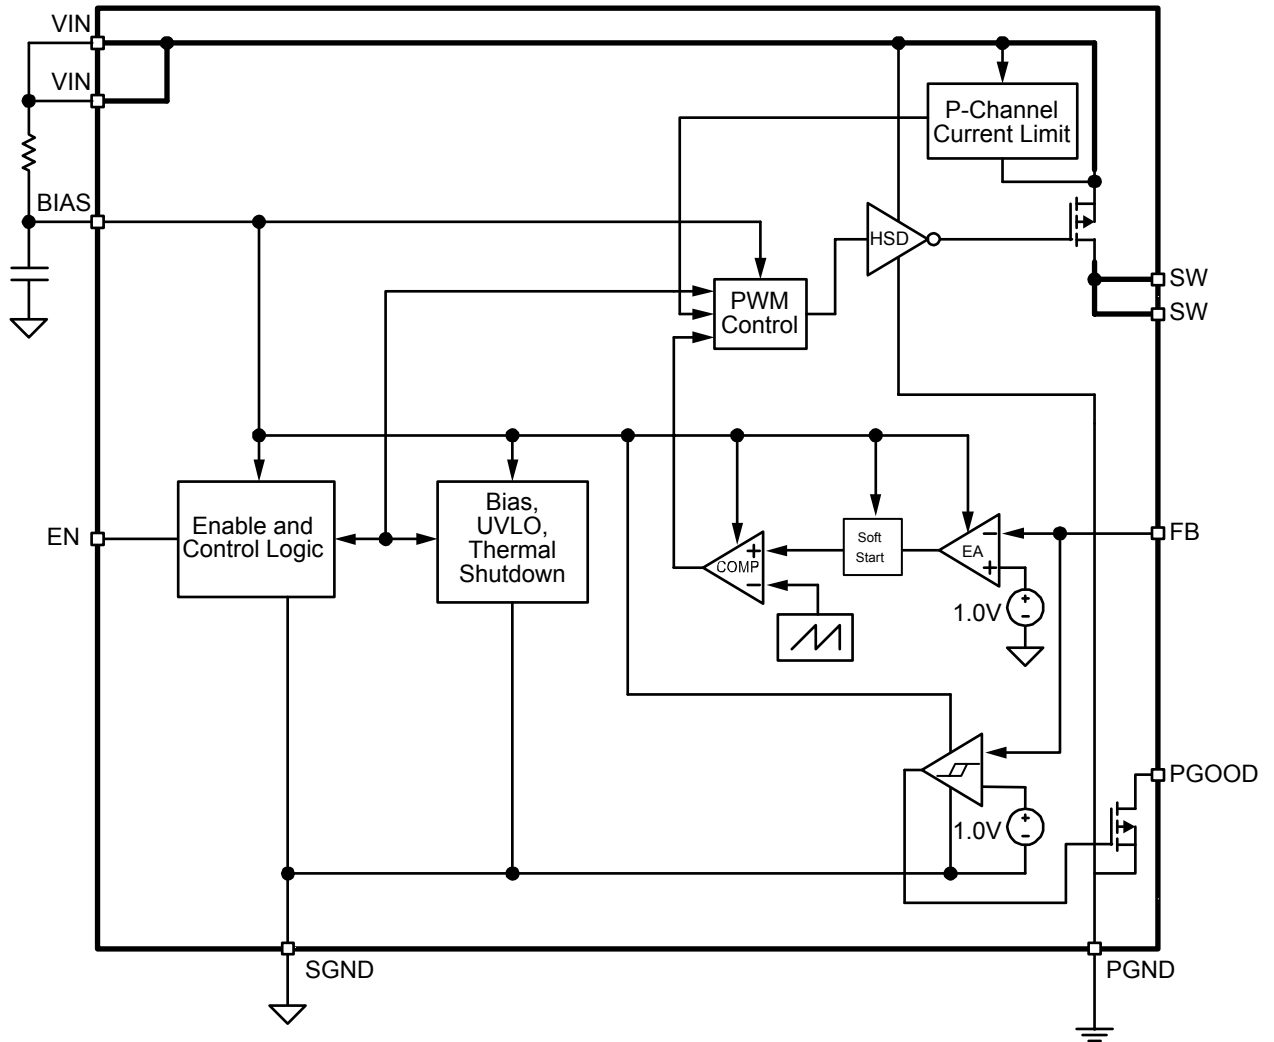 VIN
VIN
P-Channel
Current Limit
BIAS
HSD
SW
PWM
Control
SW
Enable and
Control Logic
Bias,
UVLO,
Thermal
Shutdown
EN
Soft
Start
EA
−
+
COMP
+
−
FB
1.0V
+
−
PGOOD
1.0V
+
−
SGND
PGND